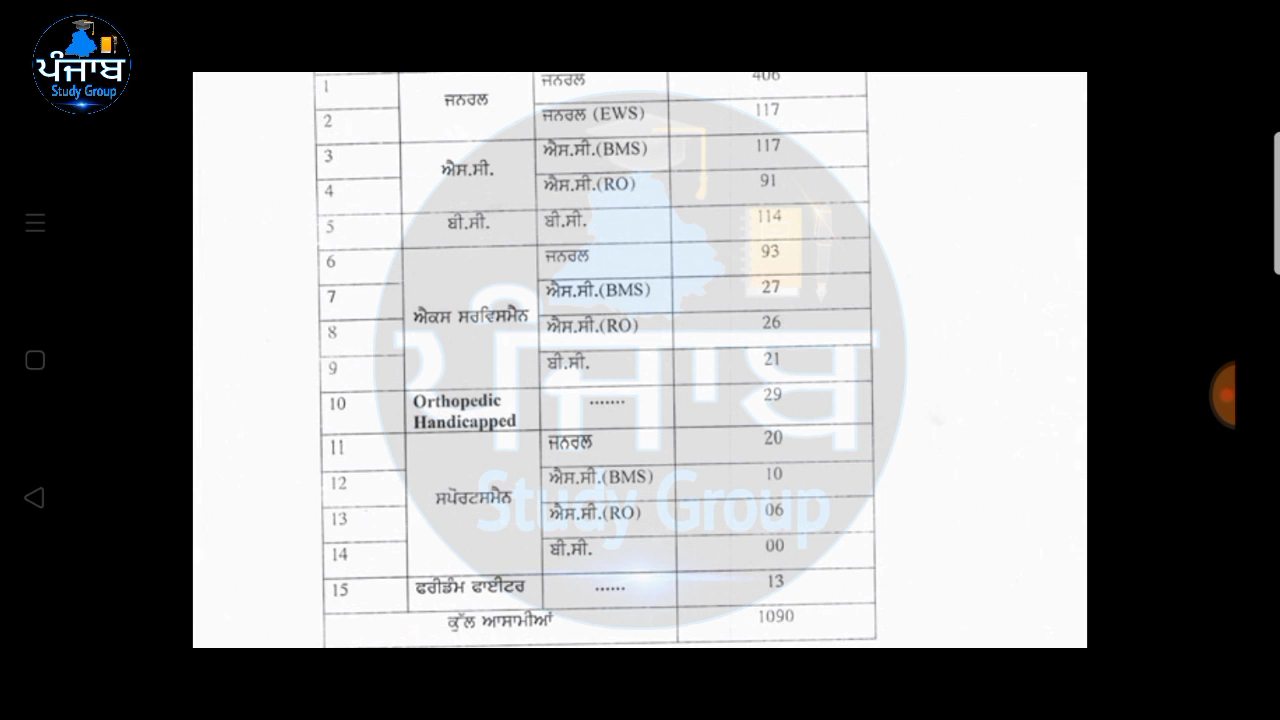 ਪੰਜਾਬ
Study Group
1 ਜਨਰਲ ਜਨਰਲ 406
2 ਜਨਰਲ (EWS) 117
3 ਐਸ.ਸੀ. ਐਸ.ਸੀ.(BMS) 117
4 ਐਸ.ਸੀ.(RO) 91
5 ਬੀ.ਸੀ. ਬੀ.ਸੀ. 114
6 ਐਕਸ ਸਰਵਿਸਮੈਨ ਜਨਰਲ 93
7 ਐਸ.ਸੀ.(BMS) 27
8 ਐਸ.ਸੀ.(RO) 26
9 ਬੀ.ਸੀ. 21
10 Orthopedic Handicapped ....... 29
11 ਸਪੋਰਟਸਮੈਨ ਜਨਰਲ 20
12 ਐਸ.ਸੀ.(BMS) 10
13 ਐਸ.ਸੀ.(RO) 06
14 ਬੀ.ਸੀ. 00
15 ਫਰੀਡੰਮ ਫਾਈਟਰ ...... 13
ਕੁੱਲ ਆਸਾਮੀਆਂ 1090
ਪੰਜਾਬ
Study Group